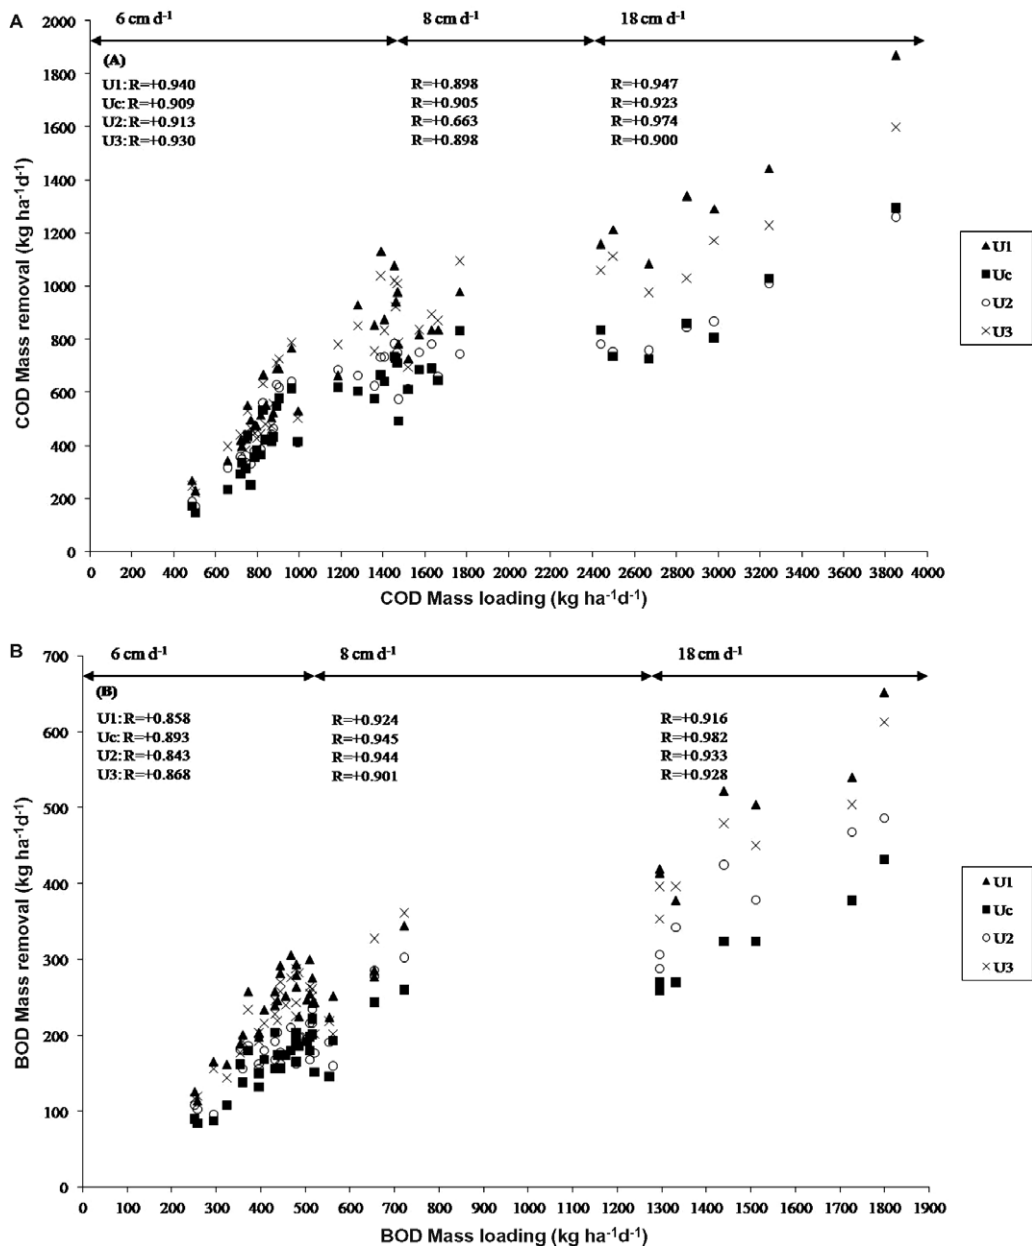 A
6 cm d-1 8 cm d-1 18 cm d-1
(A)
U1: R=+0.940 R=+0.898 R=+0.947
Uc: R=+0.909 R=+0.905 R=+0.923
U2: R=+0.913 R=+0.663 R=+0.974
U3: R=+0.930 R=+0.898 R=+0.900
2000
1800
1600
1400
1200
1000
800
600
400
200
0
COD Mass removal (kg ha-1d-1)
0 200 400 600 800 1000 1200 1400 1600 1800 2000 2200 2400 2600 2800 3000 3200 3400 3600 3800 4000
COD Mass loading (kg ha-1d-1)
U1
Uc
U2
U3
B
6 cm d-1 8 cm d-1 18 cm d-1
(B)
U1: R=+0.858 R=+0.924 R=+0.916
Uc: R=+0.893 R=+0.945 R=+0.982
U2: R=+0.843 R=+0.944 R=+0.933
U3: R=+0.868 R=+0.901 R=+0.928
700
600
500
400
300
200
100
0
BOD Mass removal (kg ha-1d-1)
0 100 200 300 400 500 600 700 800 900 1000 1100 1200 1300 1400 1500 1600 1700 1800 1900
BOD Mass loading (kg ha-1d-1)
U1
Uc
U2
U3